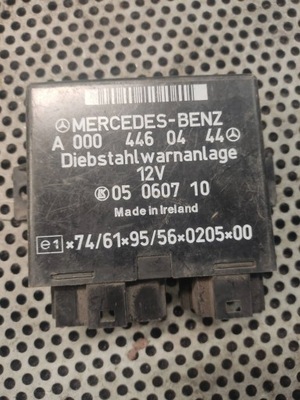 MERCEDES-BENZ
A 000 446 04 44
Diebstahlwarnanlage
12V
05 0607 10
Made in Ireland
e1 *74/61*95/56*0205*00